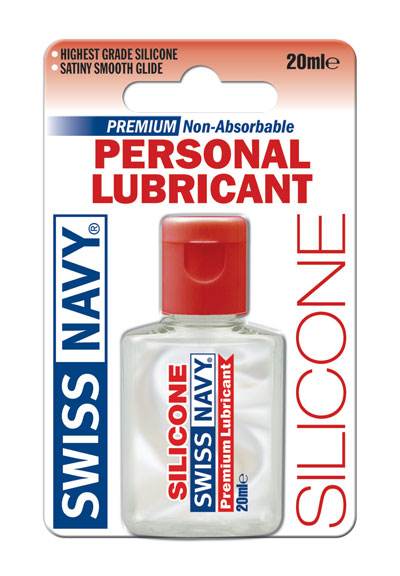 • HIGHEST GRADE SILICONE
• SATINY SMOOTH GLIDE
20ml℮
PREMIUM Non-Absorbable
PERSONAL
LUBRICANT
SWISS NAVY®
SILICONE
SILICONE
SWISS NAVY®
Premium Lubricant
20ml℮